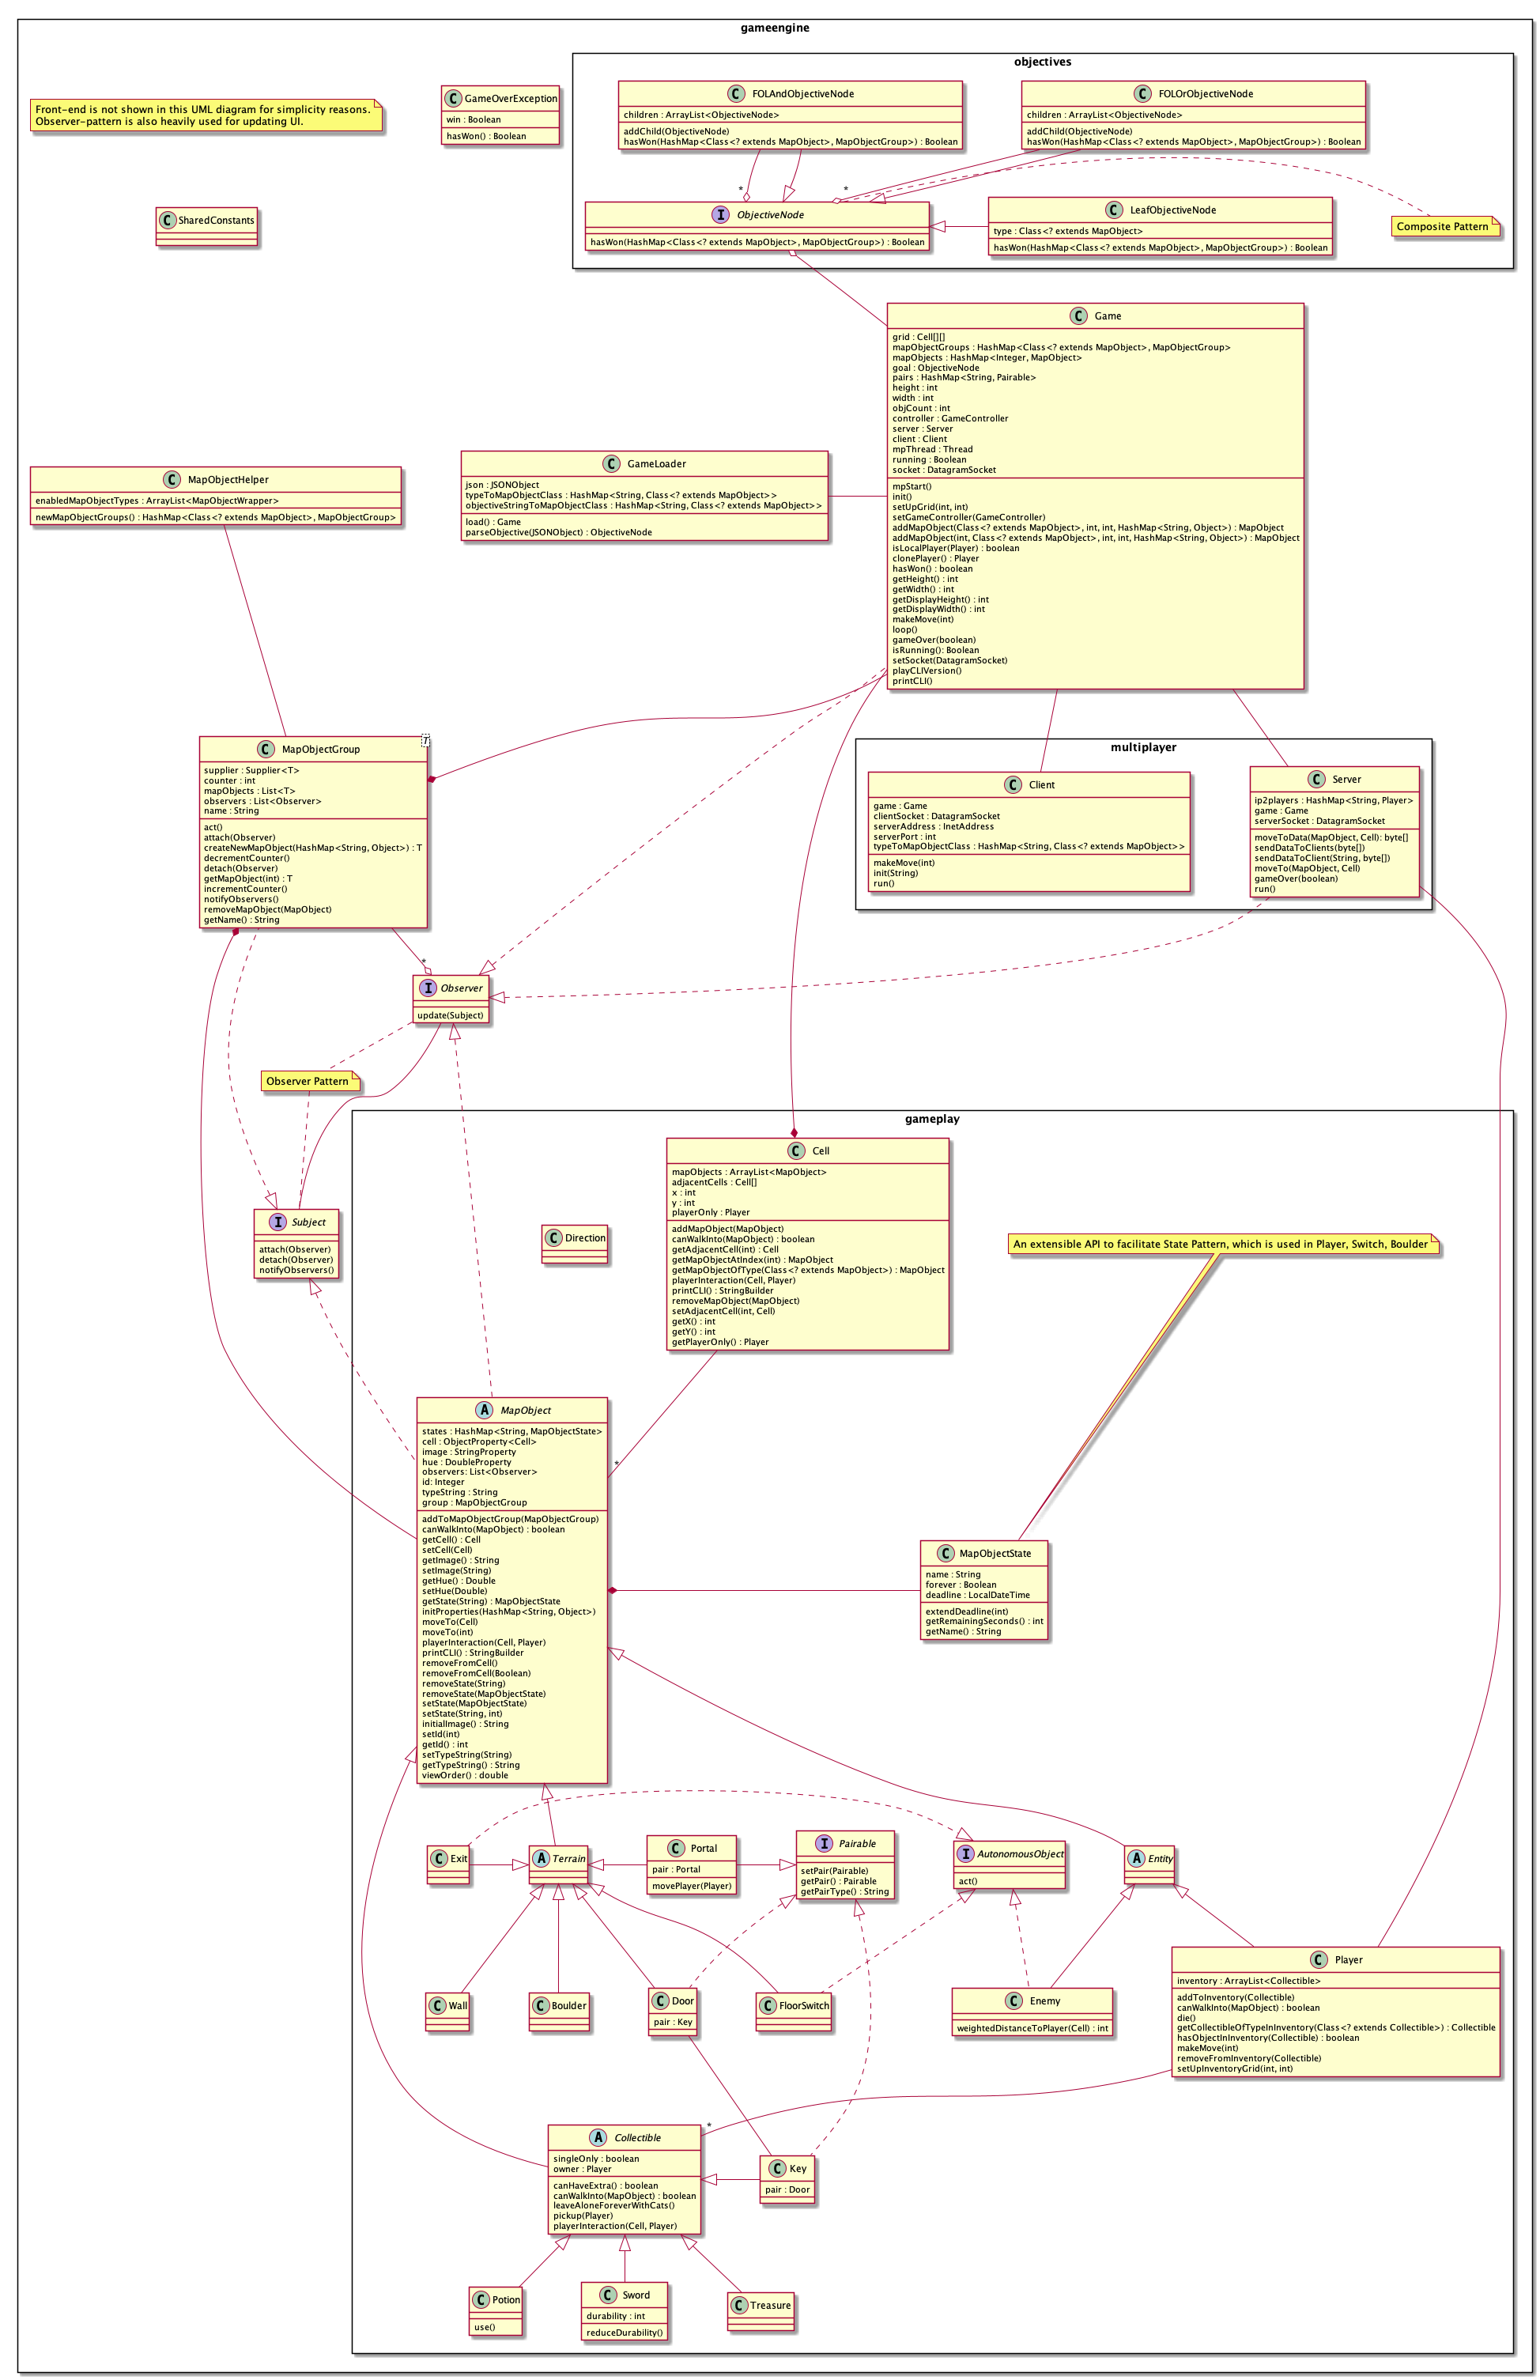 gameengine
objectives
Front-end is not shown in this UML diagram for simplicity reasons.
Observer-pattern is also heavily used for updating UI.
C GameOverException
win : Boolean
hasWon() : Boolean
C FOLAndObjectiveNode
children : ArrayList<ObjectiveNode>
addChild(ObjectiveNode)
hasWon(HashMap<Class<? extends MapObject>, MapObjectGroup>) : Boolean
C FOLOrObjectiveNode
children : ArrayList<ObjectiveNode>
addChild(ObjectiveNode)
hasWon(HashMap<Class<? extends MapObject>, MapObjectGroup>) : Boolean
*
*
C SharedConstants
I ObjectiveNode
hasWon(HashMap<Class<? extends MapObject>, MapObjectGroup>) : Boolean
C LeafObjectiveNode
type : Class<? extends MapObject>
hasWon(HashMap<Class<? extends MapObject>, MapObjectGroup>) : Boolean
Composite Pattern
C Game
grid : Cell[][]
mapObjectGroups : HashMap<Class<? extends MapObject>, MapObjectGroup>
mapObjects : HashMap<Integer, MapObject>
goal : ObjectiveNode
pairs : HashMap<String, Pairable>
height : int
width : int
objCount : int
controller : GameController
server : Server
client : Client
mpThread : Thread
running : Boolean
socket : DatagramSocket
mpStart()
init()
setUpGrid(int, int)
setGameController(GameController)
addMapObject(Class<? extends MapObject>, int, int, HashMap<String, Object>) : MapObject
addMapObject(int, Class<? extends MapObject>, int, int, HashMap<String, Object>) : MapObject
isLocalPlayer(Player) : boolean
clonePlayer() : Player
hasWon() : boolean
getHeight() : int
getWidth() : int
getDisplayHeight() : int
getDisplayWidth() : int
makeMove(int)
loop()
gameOver(boolean)
isRunning(): Boolean
setSocket(DatagramSocket)
playCLIVersion()
printCLI()
C MapObjectHelper
enabledMapObjectTypes : ArrayList<MapObjectWrapper>
newMapObjectGroups() : HashMap<Class<? extends MapObject>, MapObjectGroup>
C GameLoader
json : JSONObject
typeToMapObjectClass : HashMap<String, Class<? extends MapObject>>
objectiveStringToMapObjectClass : HashMap<String, Class<? extends MapObject>>
load() : Game
parseObjective(JSONObject) : ObjectiveNode
C MapObjectGroup
T
supplier : Supplier<T>
counter : int
mapObjects : List<T>
observers : List<Observer>
name : String
act()
attach(Observer)
createNewMapObject(HashMap<String, Object>) : T
decrementCounter()
detach(Observer)
getMapObject(int) : T
incrementCounter()
notifyObservers()
removeMapObject(MapObject)
getName() : String
multiplayer
C Client
game : Game
clientSocket : DatagramSocket
serverAddress : InetAddress
serverPort : int
typeToMapObjectClass : HashMap<String, Class<? extends MapObject>>
makeMove(int)
init(String)
run()
C Server
ip2players : HashMap<String, Player>
game : Game
serverSocket : DatagramSocket
moveToData(MapObject, Cell): byte[]
sendDataToClients(byte[])
sendDataToClient(String, byte[])
moveTo(MapObject, Cell)
gameOver(boolean)
run()
*
I Observer
update(Subject)
Observer Pattern
gameplay
C Cell
mapObjects : ArrayList<MapObject>
adjacentCells : Cell[]
x : int
y : int
playerOnly : Player
addMapObject(MapObject)
canWalkInto(MapObject) : boolean
getAdjacentCell(int) : Cell
getMapObjectAtIndex(int) : MapObject
getMapObjectOfType(Class<? extends MapObject>) : MapObject
playerInteraction(Cell, Player)
printCLI() : StringBuilder
removeMapObject(MapObject)
setAdjacentCell(int, Cell)
getX() : int
getY() : int
getPlayerOnly() : Player
I Subject
attach(Observer)
detach(Observer)
notifyObservers()
C Direction
An extensible API to facilitate State Pattern, which is used in Player, Switch, Boulder
A MapObject
states : HashMap<String, MapObjectState>
cell : ObjectProperty<Cell>
image : StringProperty
hue : DoubleProperty
observers: List<Observer>
id: Integer
typeString : String
group : MapObjectGroup
addToMapObjectGroup(MapObjectGroup)
canWalkInto(MapObject) : boolean
getCell() : Cell
setCell(Cell)
getImage() : String
setImage(String)
getHue() : Double
setHue(Double)
getState(String) : MapObjectState
initProperties(HashMap<String, Object>)
moveTo(Cell)
moveTo(int)
playerInteraction(Cell, Player)
printCLI() : StringBuilder
removeFromCell()
removeFromCell(Boolean)
removeState(String)
removeState(MapObjectState)
setState(MapObjectState)
setState(String, int)
initialImage() : String
setId(int)
getId() : int
setTypeString(String)
getTypeString() : String
viewOrder() : double
*
C MapObjectState
name : String
forever : Boolean
deadline : LocalDateTime
extendDeadline(int)
getRemainingSeconds() : int
getName() : String
C Exit
A Terrain
C Portal
pair : Portal
movePlayer(Player)
I Pairable
setPair(Pairable)
getPair() : Pairable
getPairType() : String
I AutonomousObject
act()
A Entity
C Wall
C Boulder
C Door
pair : Key
C FloorSwitch
C Enemy
weightedDistanceToPlayer(Cell) : int
C Player
inventory : ArrayList<Collectible>
addToInventory(Collectible)
canWalkInto(MapObject) : boolean
die()
getCollectibleOfTypeInInventory(Class<? extends Collectible>) : Collectible
hasObjectInInventory(Collectible) : boolean
makeMove(int)
removeFromInventory(Collectible)
setUpInventoryGrid(int, int)
*
A Collectible
singleOnly : boolean
owner : Player
canHaveExtra() : boolean
canWalkInto(MapObject) : boolean
leaveAloneForeverWithCats()
pickup(Player)
playerInteraction(Cell, Player)
C Key
pair : Door
C Potion
use()
C Sword
durability : int
reduceDurability()
C Treasure